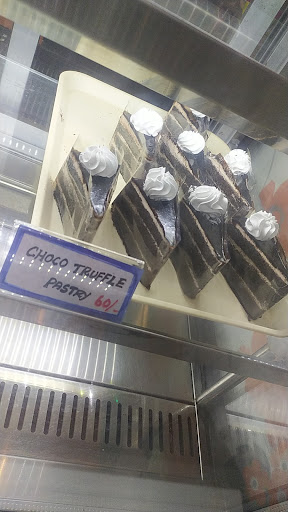 CHOCO TRUFFLE
PASTRY 60/-